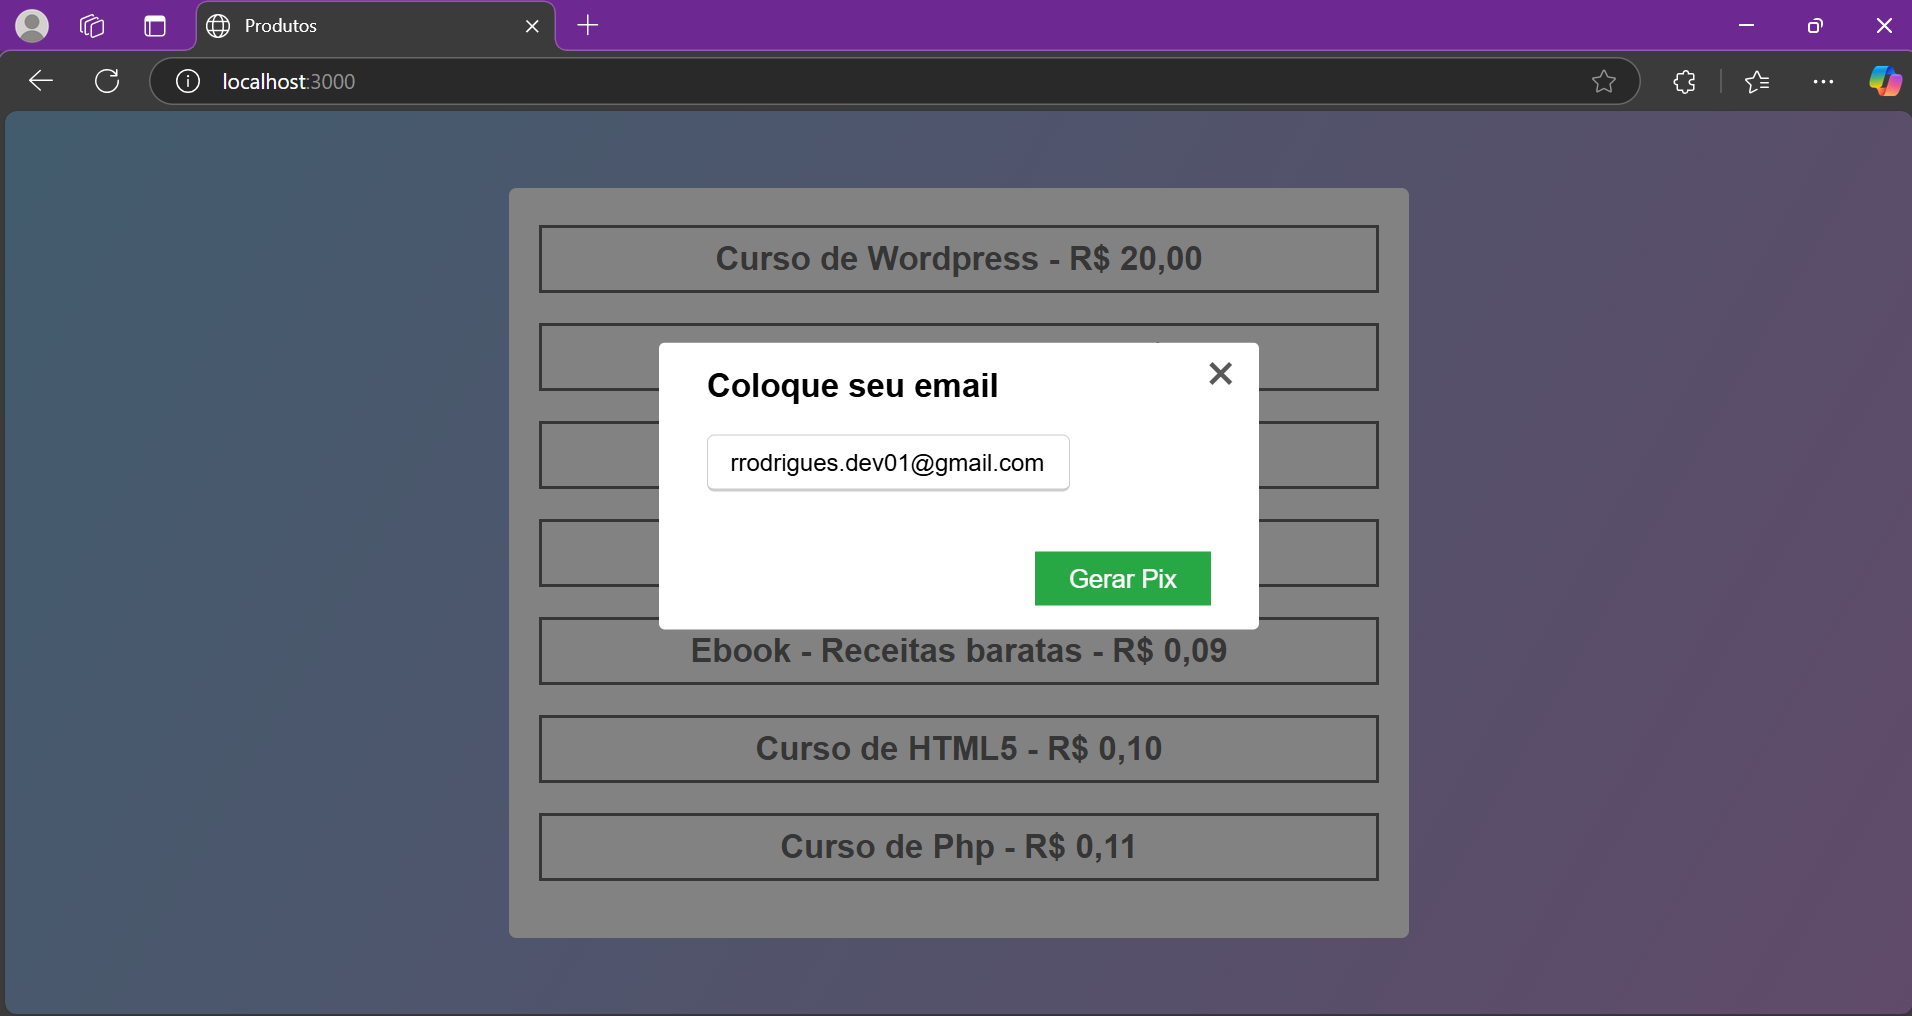 Produtos
localhost:3000
Curso de Wordpress - R$ 20,00
Coloque seu email
rrodrigues.dev01@gmail.com
Gerar Pix
Ebook - Receitas baratas - R$ 0,09
Curso de HTML5 - R$ 0,10
Curso de Php - R$ 0,11